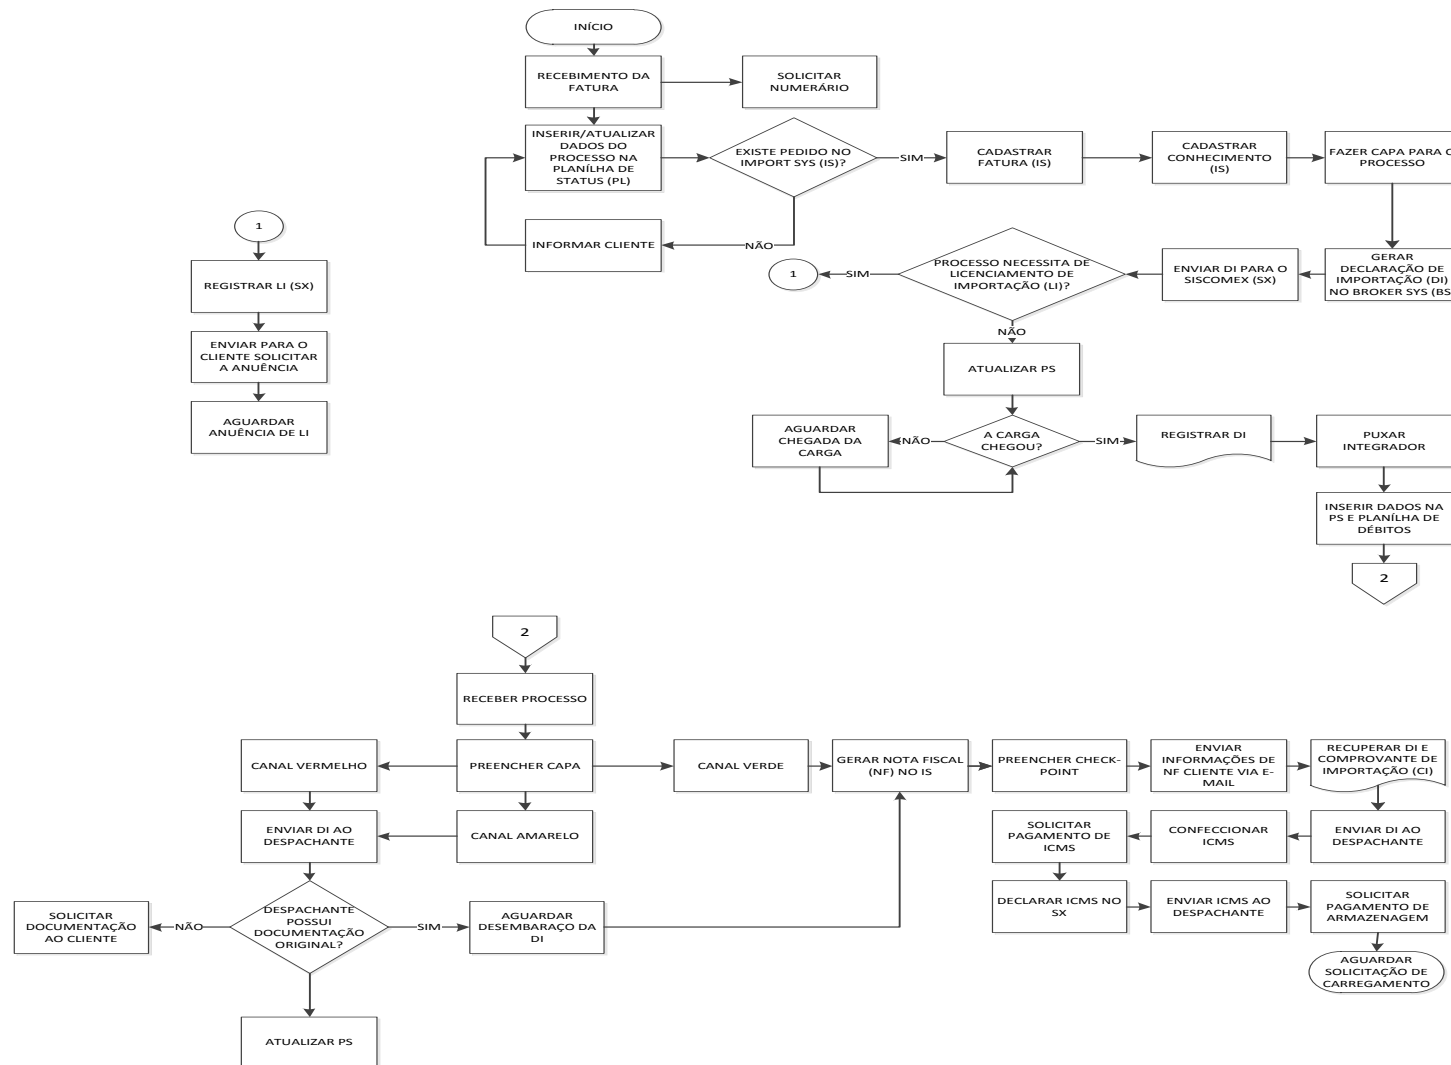 INÍCIO
RECEBIMENTO DA
FATURA
SOLICITAR
NUMERÁRIO
INSERIR/ATUALIZAR
DADOS DO
PROCESSO NA
PLANÍLHA DE
STATUS (PL)
EXISTE PEDIDO NO
IMPORT SYS (IS)?
SIM
CADASTRAR
FATURA (IS)
CADASTRAR
CONHECIMENTO
(IS)
FAZER CAPA PARA O
PROCESSO
INFORMAR CLIENTE
NÃO
1
REGISTRAR LI (SX)
ENVIAR PARA O
CLIENTE SOLICITAR
A ANUÊNCIA
AGUARDAR
ANUÊNCIA DE LI
1
SIM
PROCESSO NECESSITA DE
LICENCIAMENTO DE
IMPORTAÇÃO (LI)?
ENVIAR DI PARA O
SISCOMEX (SX)
GERAR
DECLARAÇÃO DE
IMPORTAÇÃO (DI)
NO BROKER SYS (BS
NÃO
ATUALIZAR PS
AGUARDAR
CHEGADA DA
CARGA
NÃO
A CARGA
CHEGOU?
SIM
REGISTRAR DI
PUXAR
INTEGRADOR
INSERIR DADOS NA
PS E PLANÍLHA DE
DÉBITOS
2
2
RECEBER PROCESSO
CANAL VERMELHO
PREENCHER CAPA
CANAL VERDE
GERAR NOTA FISCAL
(NF) NO IS
PREENCHER CHECK-
POINT
ENVIAR
INFORMAÇÕES DE
NF CLIENTE VIA E-
MAIL
RECUPERAR DI E
COMPROVANTE DE
IMPORTAÇÃO (CI)
ENVIAR DI AO
DESPACHANTE
CANAL AMARELO
SOLICITAR
PAGAMENTO DE
ICMS
CONFECCIONAR
ICMS
ENVIAR DI AO
DESPACHANTE
SOLICITAR
DOCUMENTAÇÃO
AO CLIENTE
NÃO
DESPACHANTE
POSSUI
DOCUMENTAÇÃO
ORIGINAL?
SIM
AGUARDAR
DESEMBARAÇO DA
DI
DECLARAR ICMS NO
SX
ENVIAR ICMS AO
DESPACHANTE
SOLICITAR
PAGAMENTO DE
ARMAZENAGEM
AGUARDAR
SOLICITAÇÃO DE
CARREGAMENTO
ATUALIZAR PS